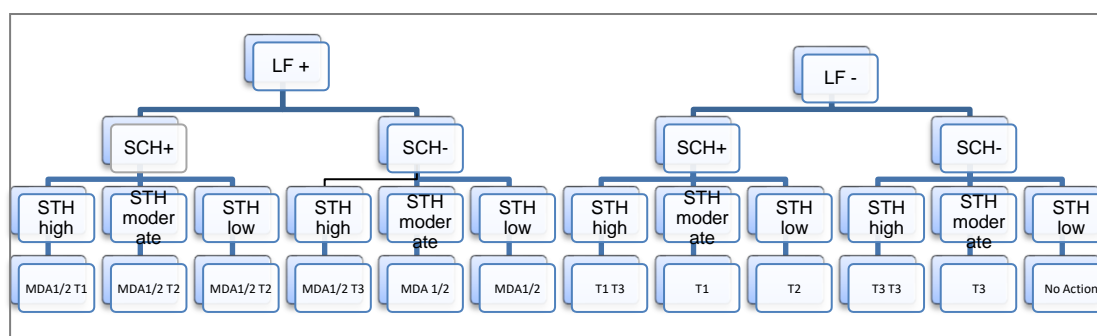 LF +
LF -
SCH+
SCH-
SCH+
SCH-
STH
high
STH
moder
ate
STH
low
STH
high
STH
moder
ate
STH
low
STH
high
STH
moder
ate
STH
low
STH
high
STH
moder
ate
STH
low
MDA1/2 T1
MDA1/2 T2
MDA1/2 T2
MDA1/2 T3
MDA 1/2
MDA1/2
T1 T3
T1
T2
T3 T3
T3
No Action